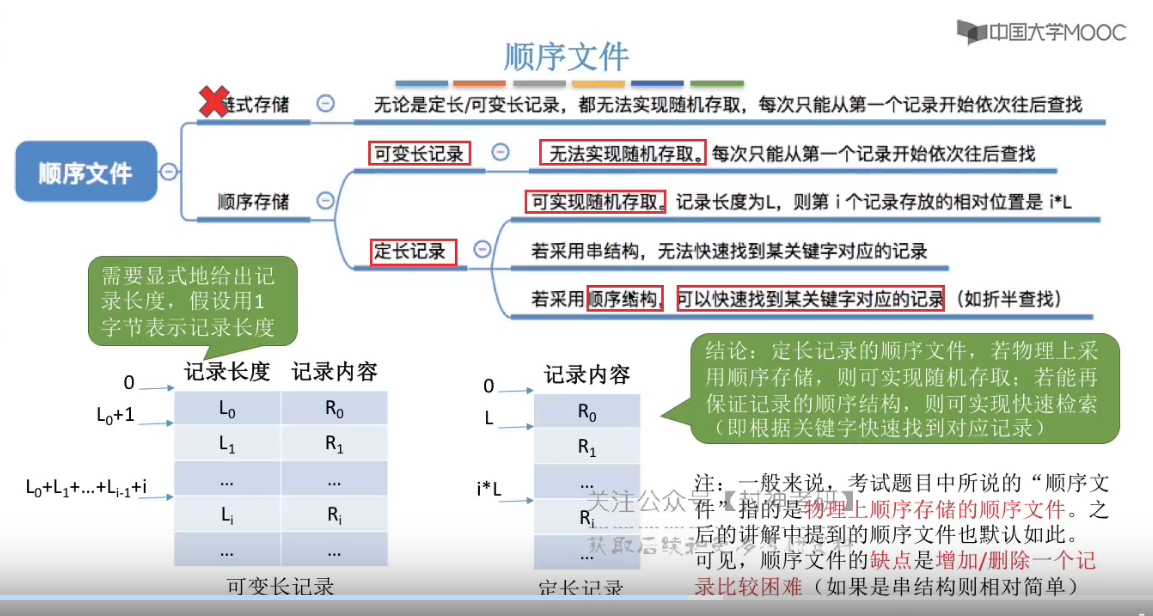 中国大学MOOC
顺序文件
链式存储
无论是定长/可变长记录，都无法实现随机存取，每次只能从第一个记录开始依次往后查找
可变长记录
无法实现随机存取。每次只能从第一个记录开始依次往后查找
顺序文件
顺序存储
可实现随机存取。记录长度为L，则第 i 个记录存放的相对位置是 i*L
定长记录
若采用串结构，无法快速找到某关键字对应的记录
若采用顺序结构，可以快速找到某关键字对应的记录（如折半查找）
需要显式地给出记
录长度，假设用1
字节表示记录长度
记录长度 记录内容
0
L0 R0
L0+1
L1 R1
... ...
L0+L1+...+Li-1+i
Li Ri
... ...
可变长记录
记录内容
0
R0
L
R1
...
i*L
Ri
...
定长记录
结论：定长记录的顺序文件，若物理上采
用顺序存储，则可实现随机存取；若能再
保证记录的顺序结构，则可实现快速检索
（即根据关键字快速找到对应记录）
注：一般来说，考试题目中所说的“顺序文
件”指的是物理上顺序存储的顺序文件。之
后的讲解中提到的顺序文件也默认如此。
可见，顺序文件的缺点是增加/删除一个记
录比较困难（如果是串结构则相对简单）
关注公众号【封神考研】